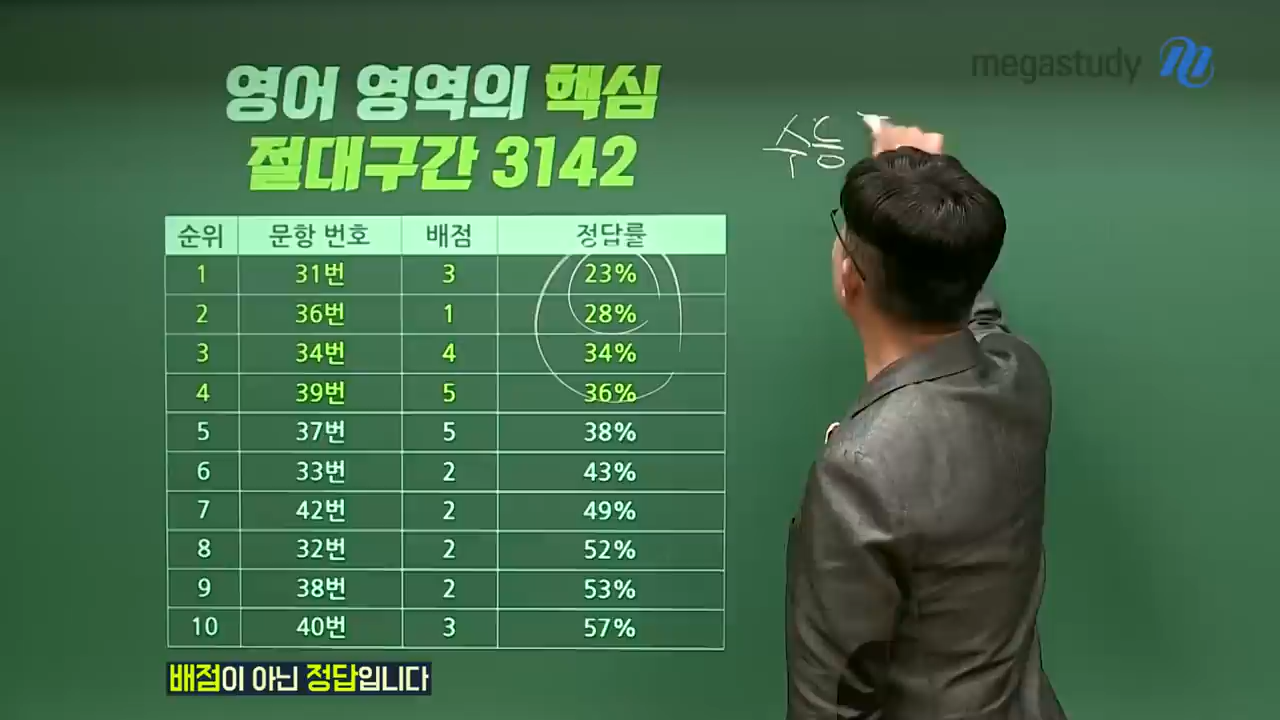 megastudy
영어 영역의 핵심
절대구간 3142
수능
순위 문항 번호 배점 정답률
1 31번 3 23%
2 36번 1 28%
3 34번 4 34%
4 39번 5 36%
5 37번 5 38%
6 33번 2 43%
7 42번 2 49%
8 32번 2 52%
9 38번 2 53%
10 40번 3 57%
배점이 아닌 정답입니다